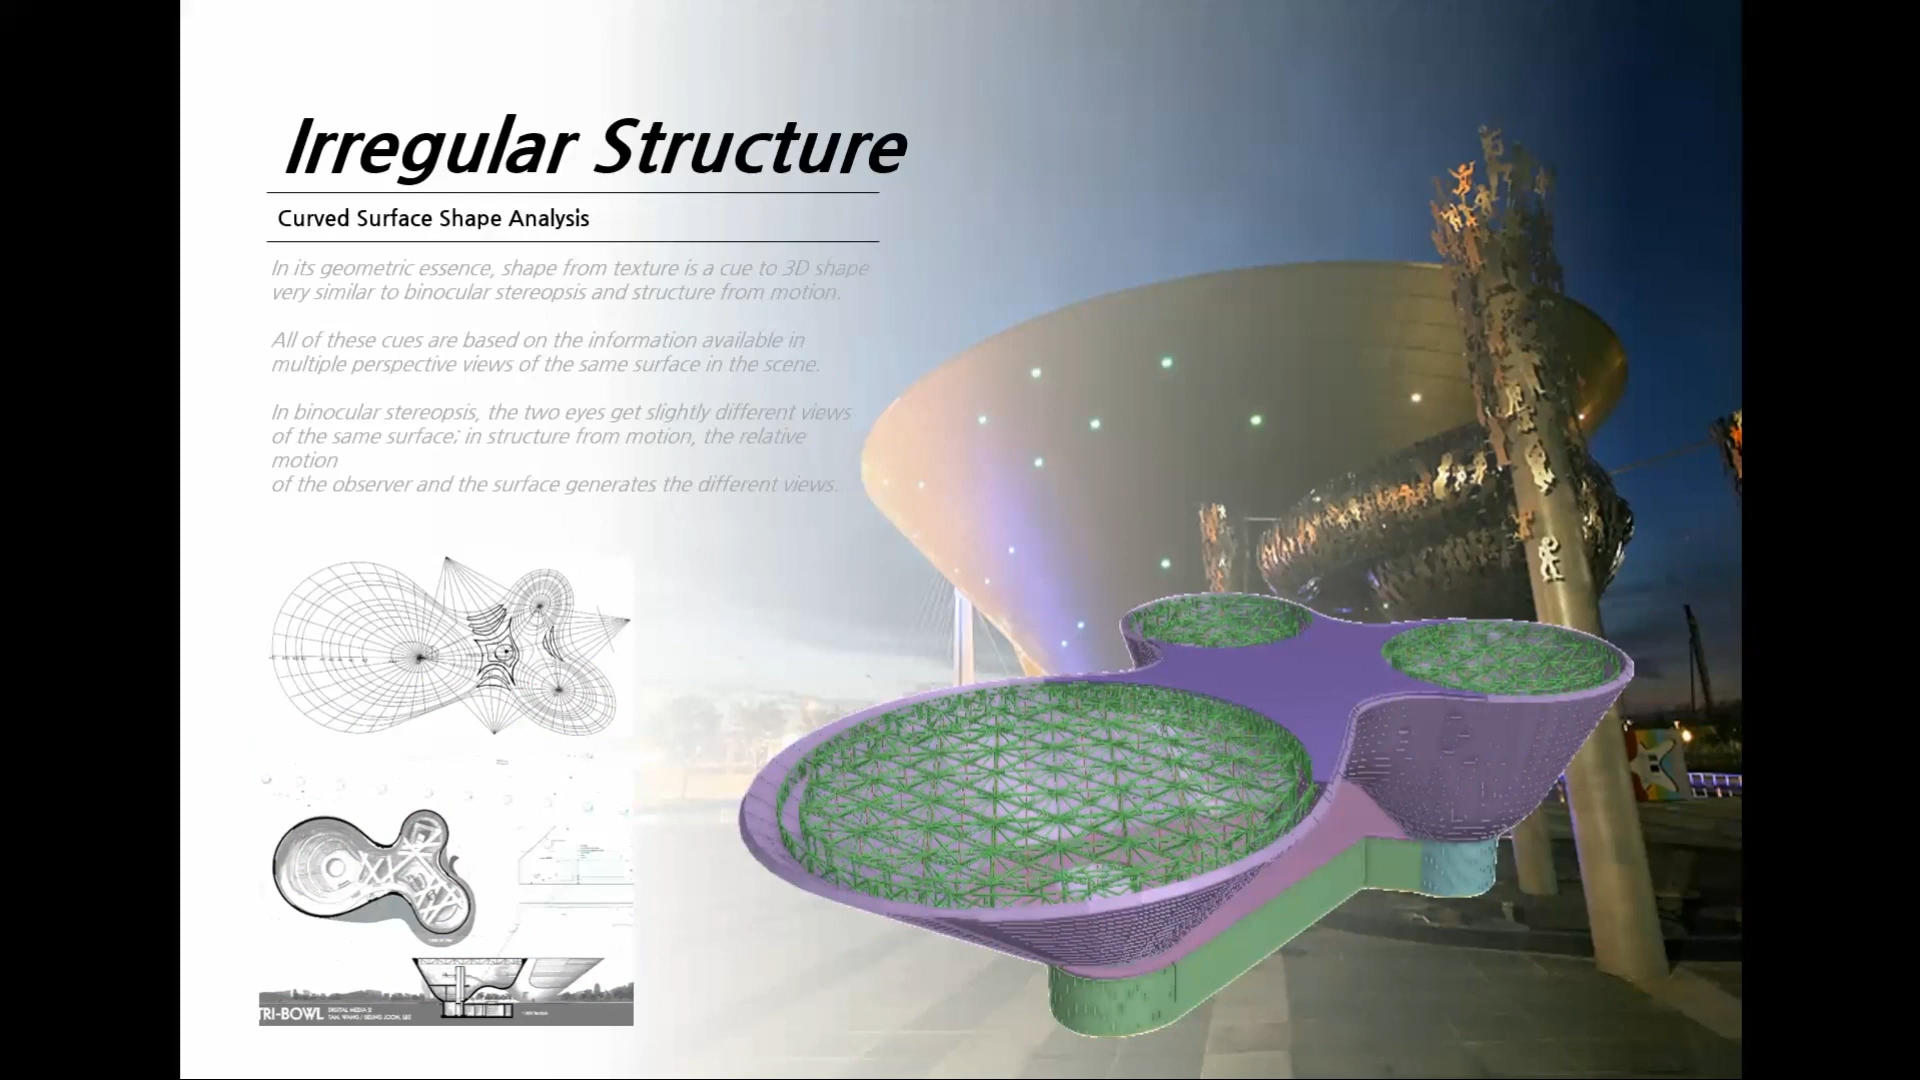 Irregular Structure
Curved Surface Shape Analysis
In its geometric essence, shape from texture is a cue to 3D shape
very similar to binocular stereopsis and structure from motion.
All of these cues are based on the information available in
multiple perspective views of the same surface in the scene.
In binocular stereopsis, the two eyes get slightly different views
of the same surface; in structure from motion, the relative
motion
of the observer and the surface generates the different views.
TRI-BOWL
DIGITAL MEDIA II